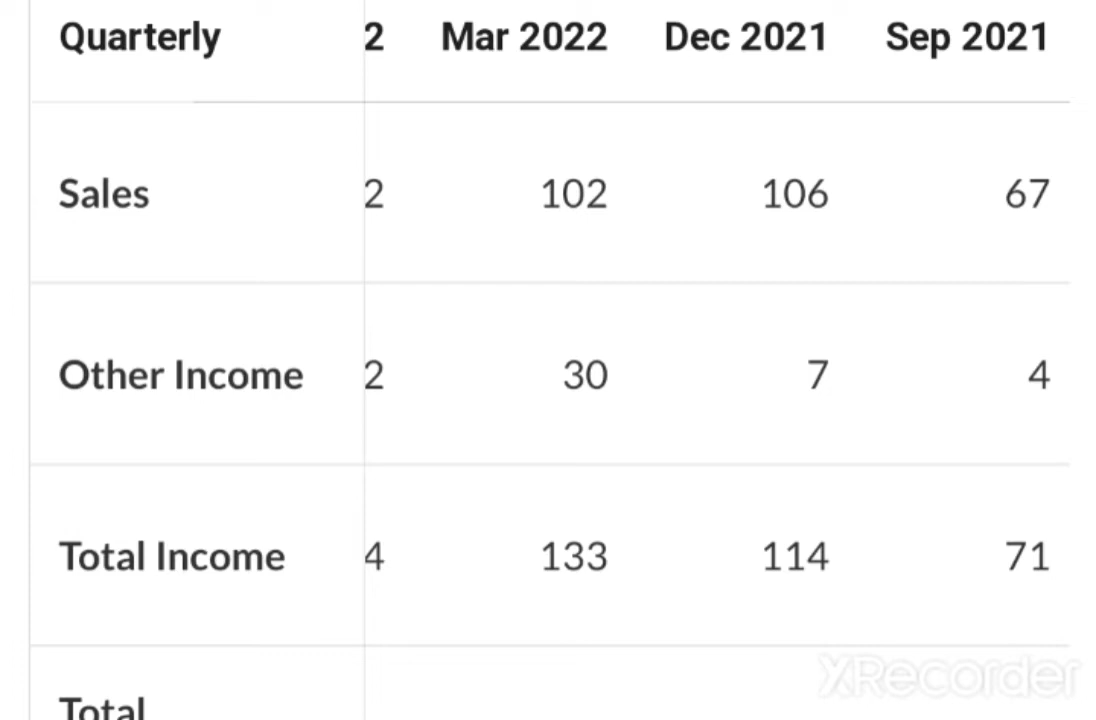 Quarterly 2 Mar 2022 Dec 2021 Sep 2021
Sales 2 102 106 67
Other Income 2 30 7 4
Total Income 4 133 114 71
Total
XRecorder